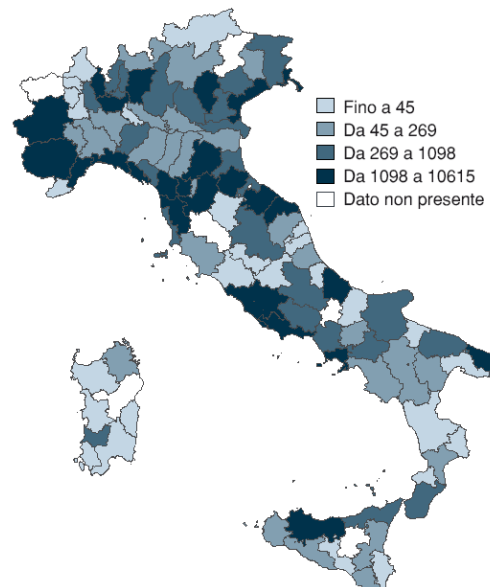 Fino a 45
Da 45 a 269
Da 269 a 1098
Da 1098 a 10615
Dato non presente